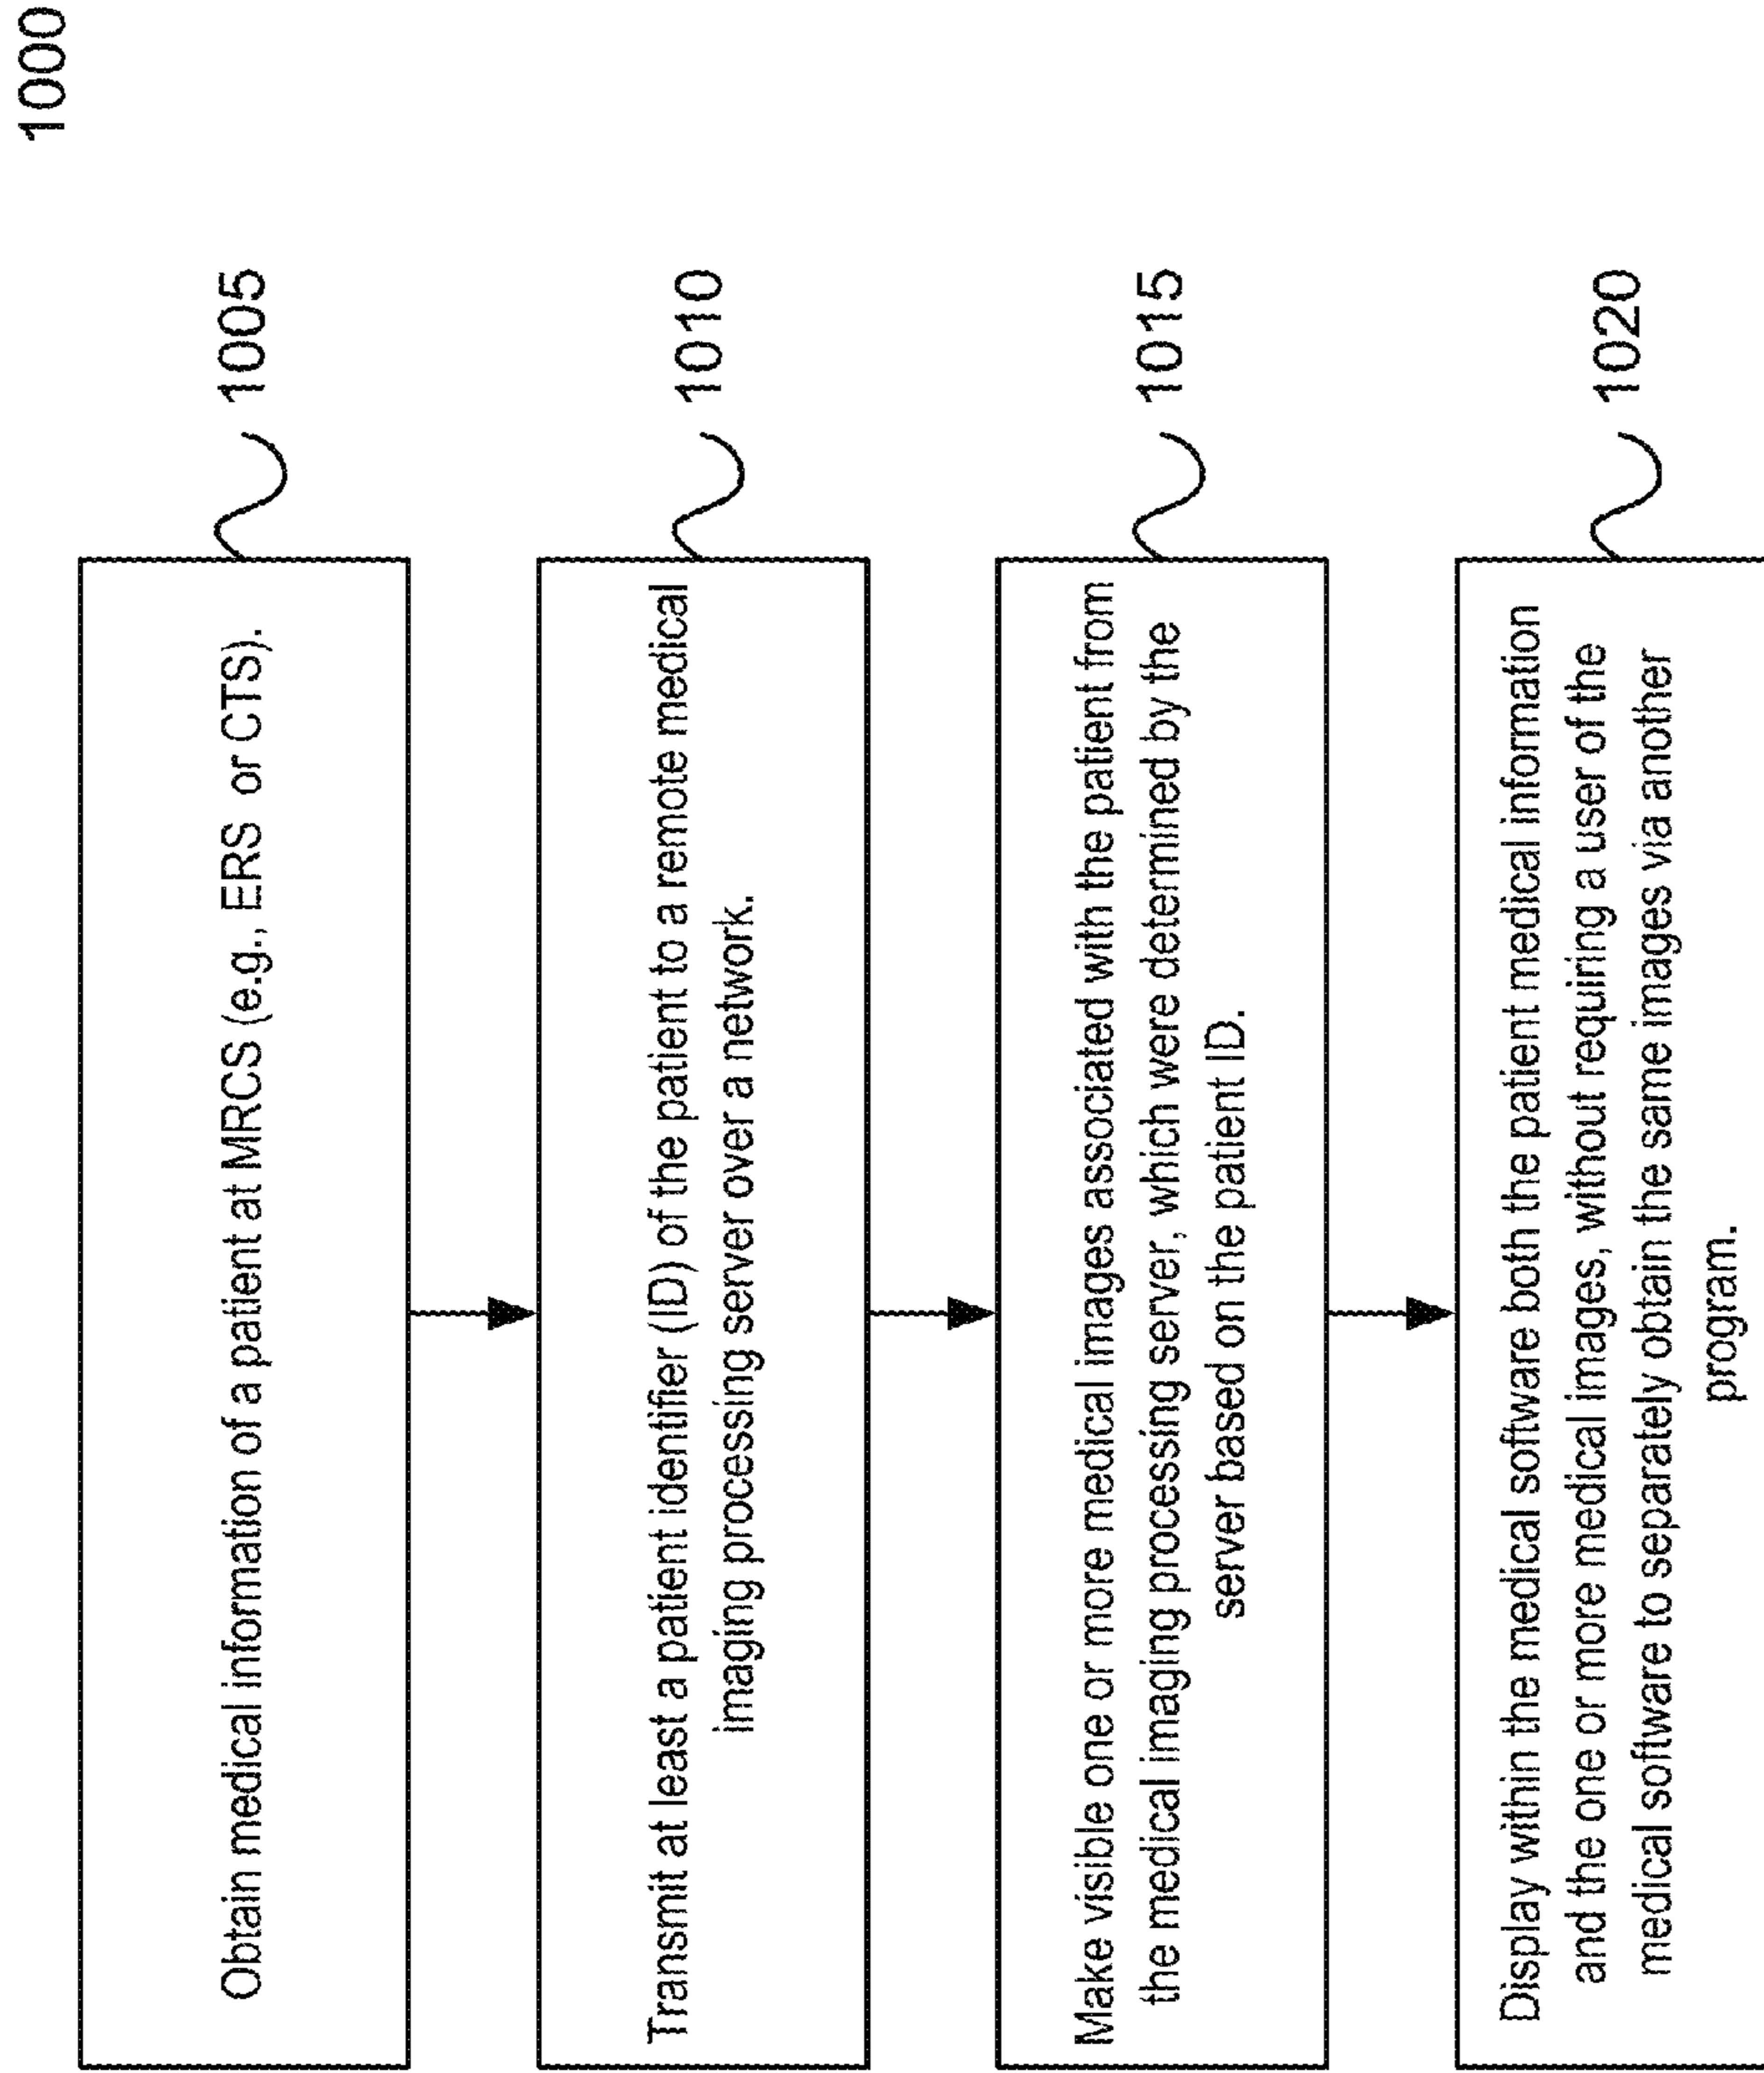 1000
Obtain medical information of a patient at MRCS (e.g., ERS or CTS).
1005
Transmit at least a patient identifier (ID) of the patient to a remote medical
imaging processing server over a network.
1010
Make visible one or more medical images associated with the patient from
the medical imaging processing server, which were determined by the
server based on the patient ID.
1015
Display within the medical software both the patient medical information
and the one or more medical images, without requiring a user of the
medical software to separately obtain the same images via another
program.
1020